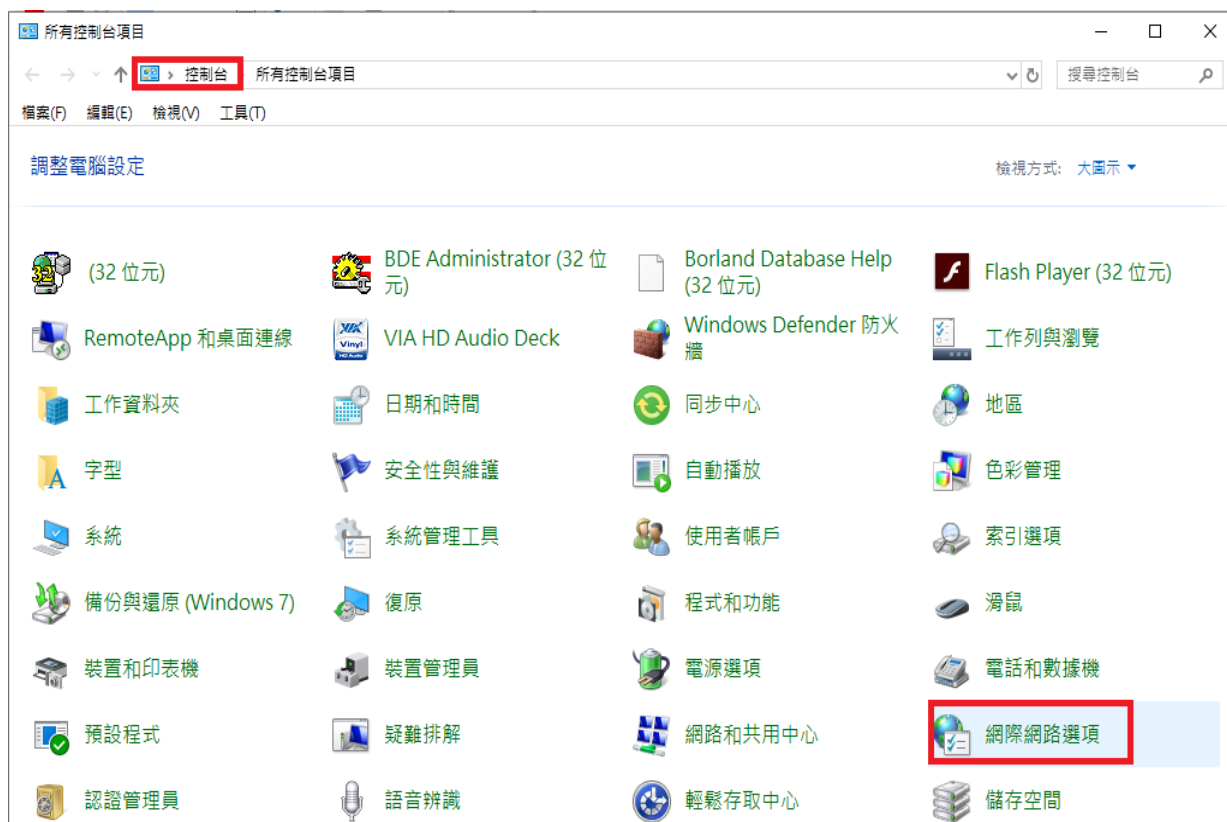 所有控制台項目
控制台 所有控制台項目
搜尋控制台
檔案(F) 編輯(E) 檢視(V) 工具(T)
調整電腦設定
檢視方式: 大圖示
(32 位元)
BDE Administrator (32 位
元)
Borland Database Help
(32 位元)
Flash Player (32 位元)
RemoteApp 和桌面連線
VIA HD Audio Deck
Windows Defender 防火
牆
工作列與瀏覽
工作資料夾
日期和時間
同步中心
地區
字型
安全性與維護
自動播放
色彩管理
系統
系統管理工具
使用者帳戶
索引選項
備份與還原 (Windows 7)
復原
程式和功能
滑鼠
裝置和印表機
裝置管理員
電源選項
電話和數據機
預設程式
疑難排解
網路和共用中心
網際網路選項
認證管理員
語音辨識
輕鬆存取中心
儲存空間